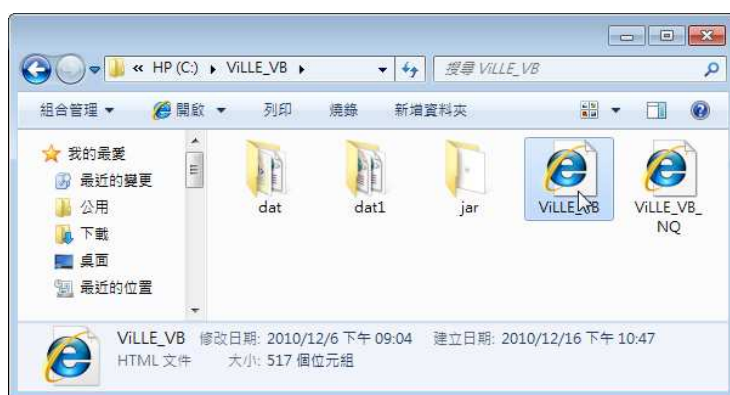 « HP (C:) ▸ ViLLE_VB ▸
搜尋 ViLLE_VB
組合管理 ▼ 開啟 ▼ 列印 燒錄 新增資料夾
我的最愛
最近的變更
公用
下載
桌面
最近的位置
dat dat1 jar ViLLE_VB ViLLE_VB_
NQ
ViLLE_VB 修改日期: 2010/12/6 下午 09:04 建立日期: 2010/12/16 下午 10:47
HTML 文件 大小: 517 個位元組